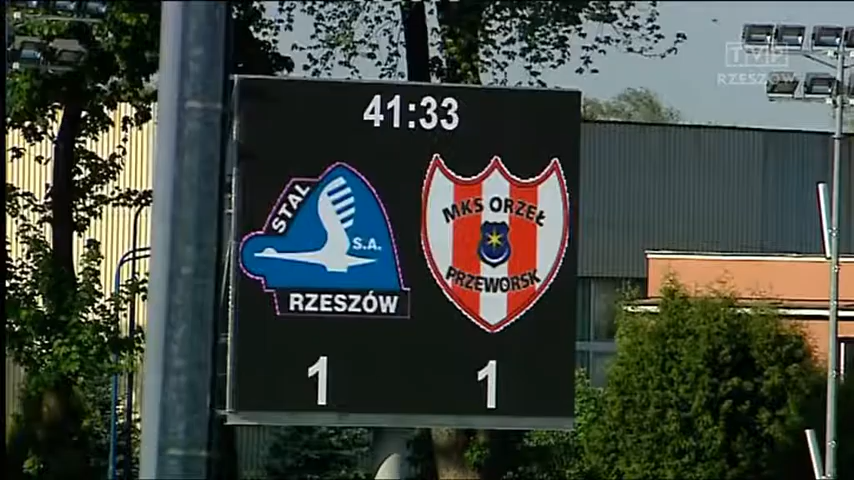 TVP
RZESZÓW
41:33
STAL
S.A.
RZESZÓW
MKS ORZEŁ
PRZEWORSK
1 1